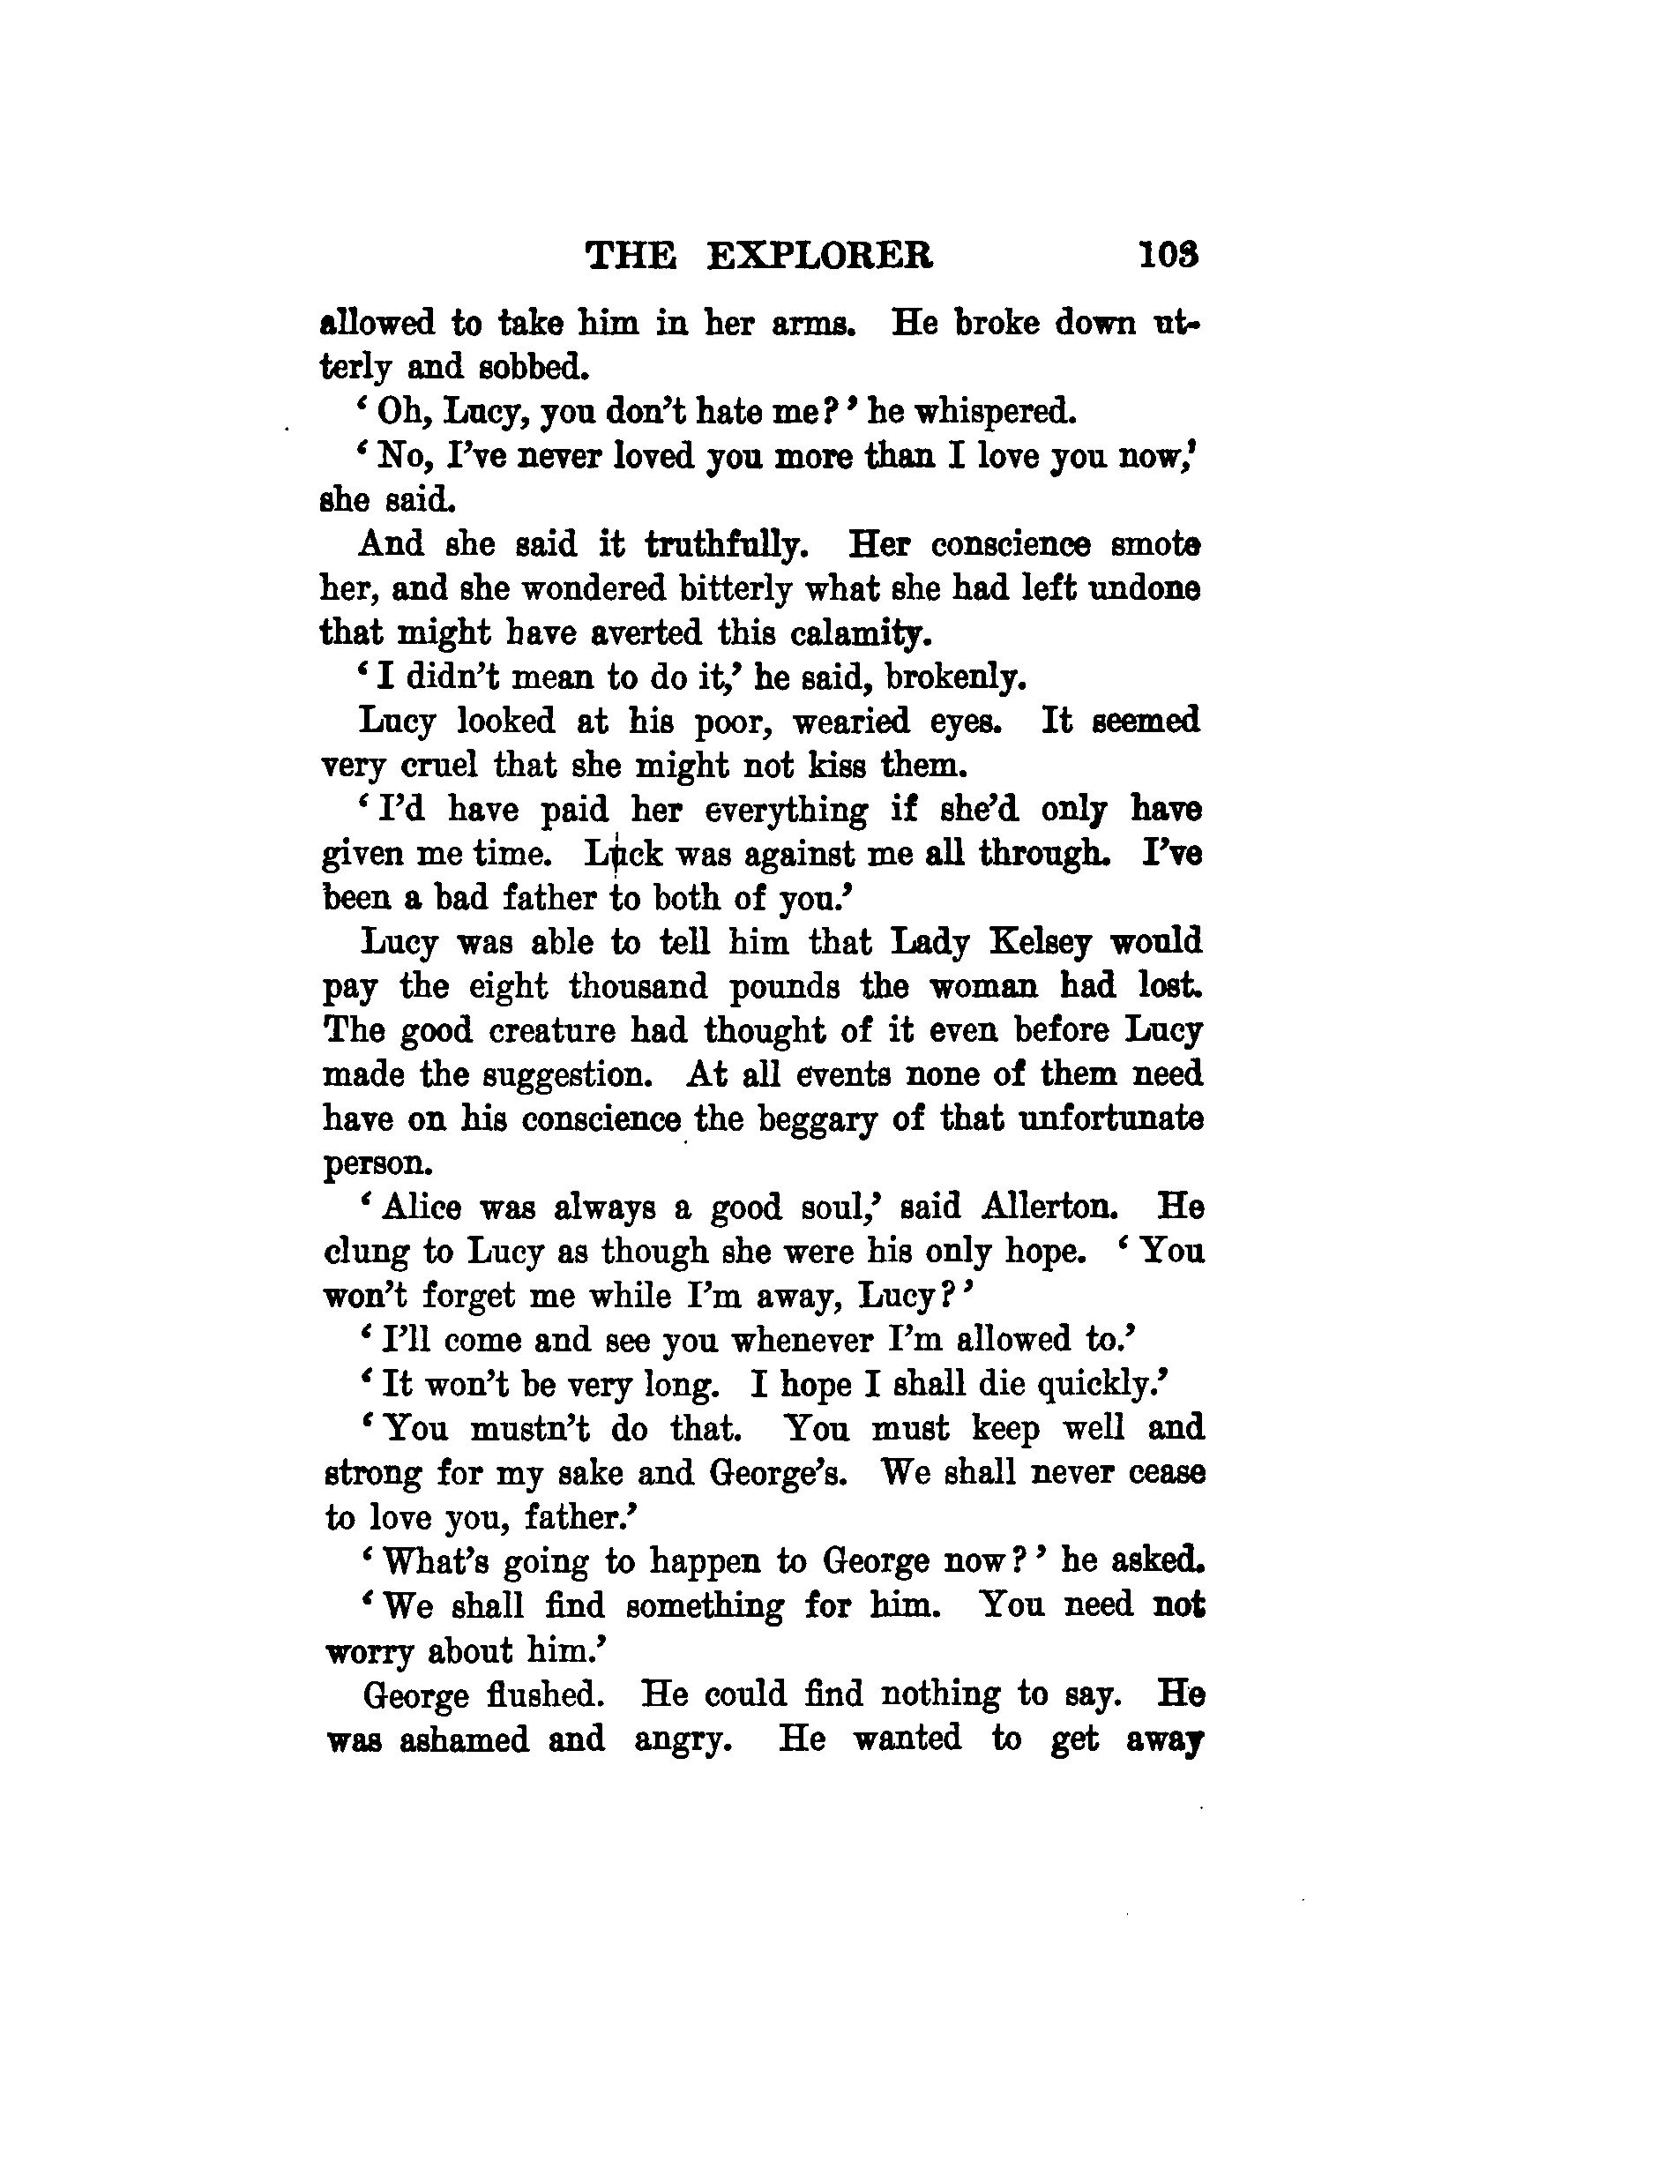 THE EXPLORER 103
allowed to take him in her arms. He broke down ut-
terly and sobbed.
‘ Oh, Lucy, you don’t hate me? ’ he whispered.
‘ No, I’ve never loved you more than I love you now,’
she said.
And she said it truthfully. Her conscience smote
her, and she wondered bitterly what she had left undone
that might have averted this calamity.
‘ I didn’t mean to do it,’ he said, brokenly.
Lucy looked at his poor, wearied eyes. It seemed
very cruel that she might not kiss them.
‘ I’d have paid her everything if she’d only have
given me time. Luck was against me all through. I’ve
been a bad father to both of you.’
Lucy was able to tell him that Lady Kelsey would
pay the eight thousand pounds the woman had lost.
The good creature had thought of it even before Lucy
made the suggestion. At all events none of them need
have on his conscience the beggary of that unfortunate
person.
‘ Alice was always a good soul,’ said Allerton. He
clung to Lucy as though she were his only hope. ‘ You
won’t forget me while I’m away, Lucy? ’
‘ I’ll come and see you whenever I’m allowed to.’
‘ It won’t be very long. I hope I shall die quickly.’
‘ You mustn’t do that. You must keep well and
strong for my sake and George’s. We shall never cease
to love you, father.’
‘ What’s going to happen to George now? ’ he asked.
‘ We shall find something for him. You need not
worry about him.’
George flushed. He could find nothing to say. He
was ashamed and angry. He wanted to get away